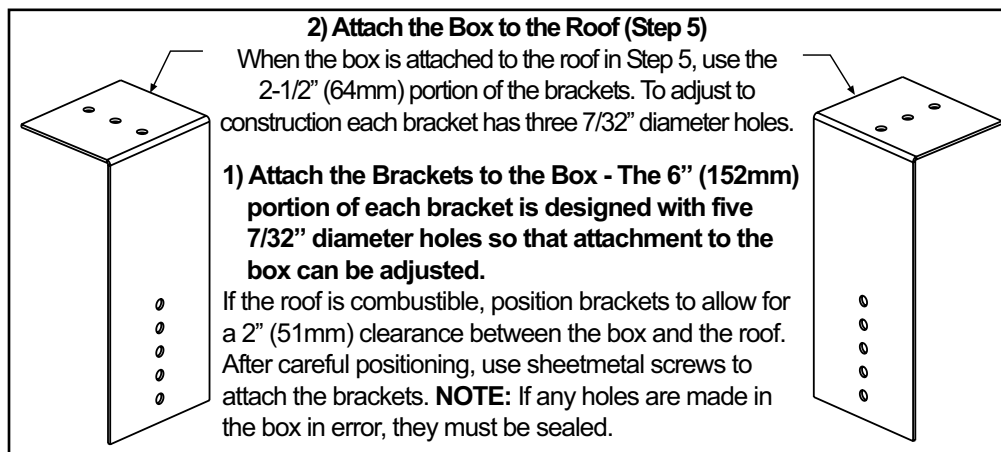 2) Attach the Box to the Roof (Step 5)
When the box is attached to the roof in Step 5, use the
2-1/2” (64mm) portion of the brackets. To adjust to
construction each bracket has three 7/32” diameter holes.
1) Attach the Brackets to the Box - The 6” (152mm)
portion of each bracket is designed with five
7/32” diameter holes so that attachment to the
box can be adjusted.
If the roof is combustible, position brackets to allow for
a 2” (51mm) clearance between the box and the roof.
After careful positioning, use sheetmetal screws to
attach the brackets. NOTE: If any holes are made in
the box in error, they must be sealed.